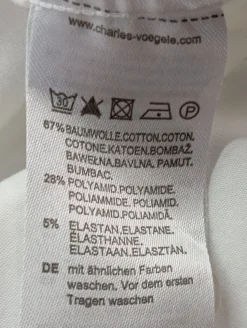 www.charles-voegele.com
30 P
67% BAUMWOLLE.COTTON.COTON.
COTONE.KATOEN.BOMBAŽ.
BAWEŁNA.BAVLNA. PAMUT.
BUMBAC.
28% POLYAMID.POLYAMIDE.
POLIAMMIDE. POLIAMID.
POLYAMID.POLIAMIDĂ.
5% ELASTAN.ELASTANE.
ÉLASTHANNE.
ELASTAAN.ELASZTÁN.
DE mit ähnlichen Farben
waschen. Vor dem ersten
Tragen waschen